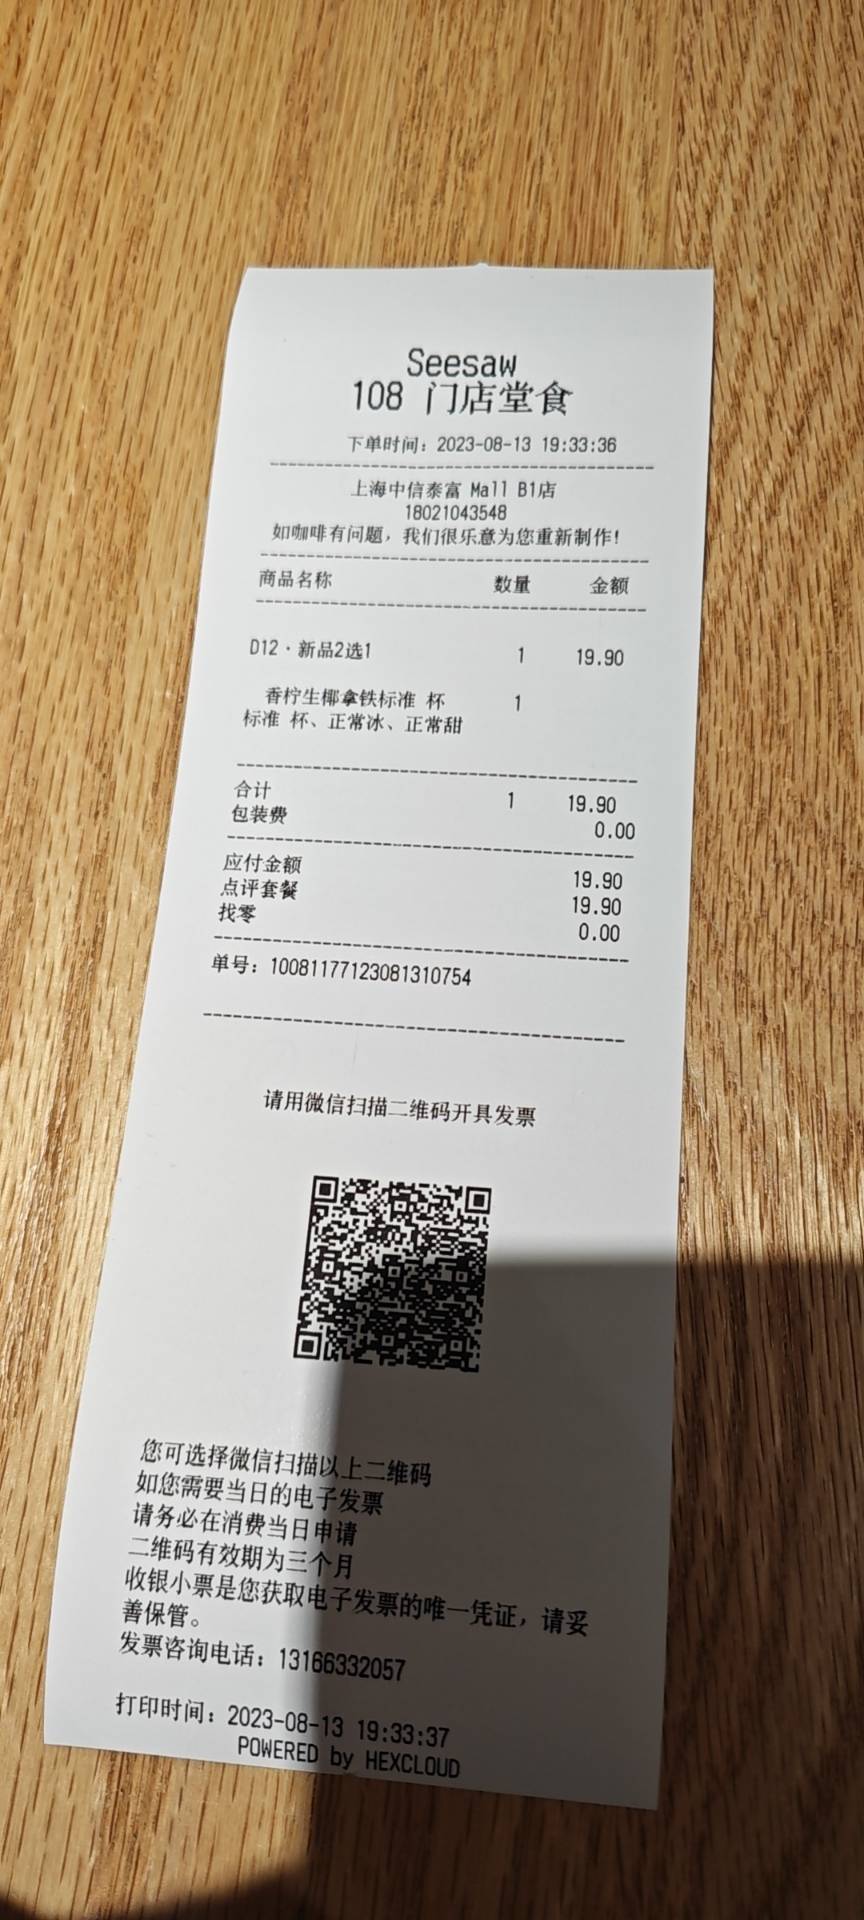 Seesaw
108 门店堂食
下单时间：2023-08-13 19:33:36
上海中信泰富 Mall B1店
18021043548
如咖啡有问题，我们很乐意为您重新制作！
商品名称 数量 金额
D12·新品2选1 1 19.90
香柠生椰拿铁标准 杯 1
标准 杯、正常冰、正常甜
合计 1 19.90
包装费 0.00
应付金额 19.90
点评套餐 19.90
找零 0.00
单号：10081177123081310754
请用微信扫描二维码开具发票
您可选择微信扫描以上二维码
如您需要当日的电子发票
请务必在消费当日申请
二维码有效期为三个月
收银小票是您获取电子发票的唯一凭证，请妥
善保管。
发票咨询电话：13166332057
打印时间：2023-08-13 19:33:37
POWERED by HEXCLOUD